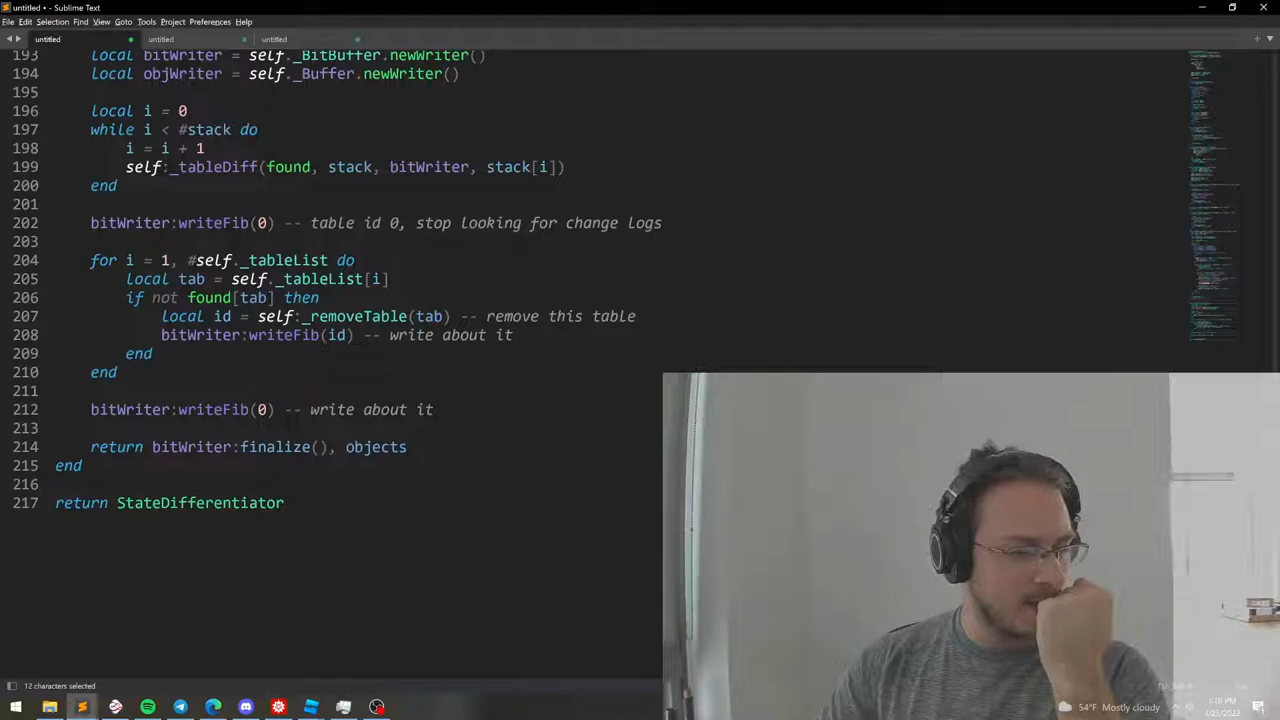 untitled • - Sublime Text
File Edit Selection Find View Goto Tools Project Preferences Help
untitled untitled untitled
193 local bitWriter = self._BitBuffer.newWriter()
194 local objWriter = self._Buffer.newWriter()
195
196 local i = 0
197 while i < #stack do
198 i = i + 1
199 self:_tableDiff(found, stack, bitWriter, stack[i])
200 end
201
202 bitWriter:writeFib(0) -- table id 0, stop looking for change logs
203
204 for i = 1, #self._tableList do
205 local tab = self._tableList[i]
206 if not found[tab] then
207 local id = self:_removeTable(tab) -- remove this table
208 bitWriter:writeFib(id) -- write about
209 end
210 end
211
212 bitWriter:writeFib(0) -- write about it
213
214 return bitWriter:finalize(), objects
215 end
216
217 return StateDifferentiator
12 characters selected
54°F Mostly cloudy